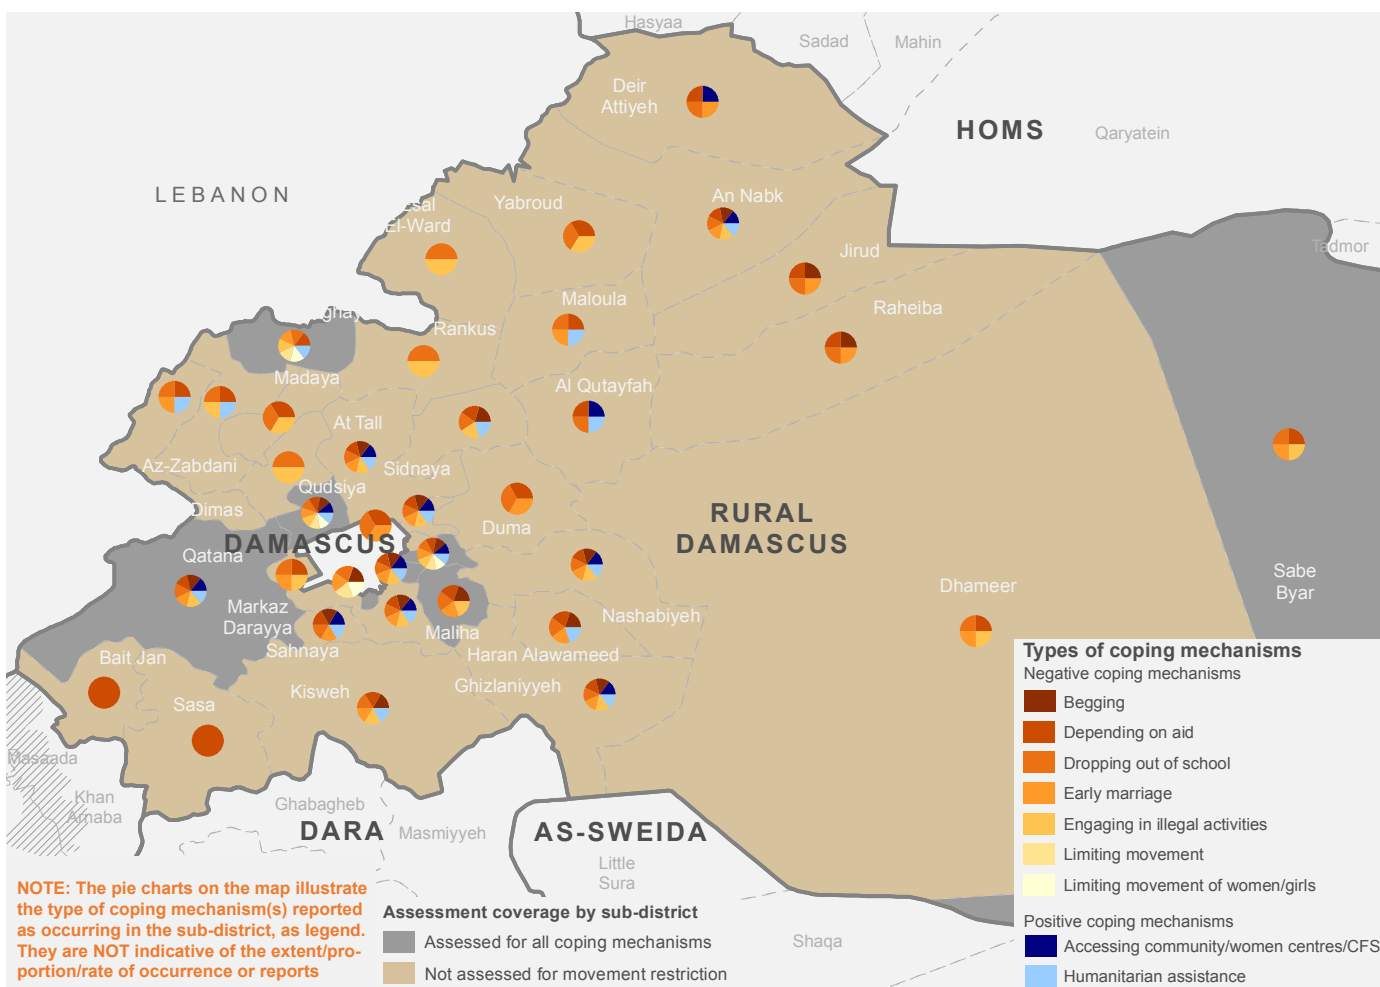 Hasyaa
Sadad
Mahin
Deir
Attiyeh
HOMS
Qaryatein
LEBANON
An Nabk
Yabroud
Esal
El-Ward
Tadmor
Jirud
Maloula
Raheiba
Rankus
Madaya
Al Qutayfah
At Tall
Az-Zabdani
Sidnaya
Qudsiya
Dimas
Duma
RURAL
DAMASCUS
DAMASCUS
Qatana
Sabe
Byar
Dhameer
Markaz
Darayya
Nashabiyeh
Maliha
Sahnaya
Haran Alawameed
Bait Jan
Ghizlaniyyeh
Kisweh
Sasa
Masaada
Khan
Arnaba
Ghabagheb
DARA
Masmiyyeh
AS-SWEIDA
Little
Sura
Shaqa
Types of coping mechanisms
Negative coping mechanisms
Begging
Depending on aid
Dropping out of school
Early marriage
Engaging in illegal activities
Limiting movement
Limiting movement of women/girls
Positive coping mechanisms
Accessing community/women centres/CFS
Humanitarian assistance
NOTE: The pie charts on the map illustrate
the type of coping mechanism(s) reported
as occurring in the sub-district, as legend.
They are NOT indicative of the extent/pro-
portion/rate of occurrence or reports
Assessment coverage by sub-district
Assessed for all coping mechanisms
Not assessed for movement restriction